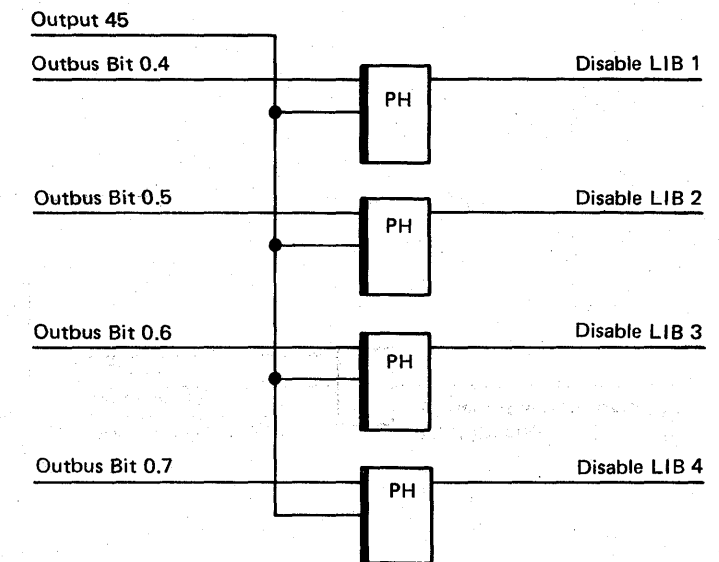 Output 45
Outbus Bit 0.4
Disable LIB 1
PH
Outbus Bit 0.5
Disable LIB 2
PH
Outbus Bit 0.6
Disable LIB 3
PH
Outbus Bit 0.7
Disable LIB 4
PH